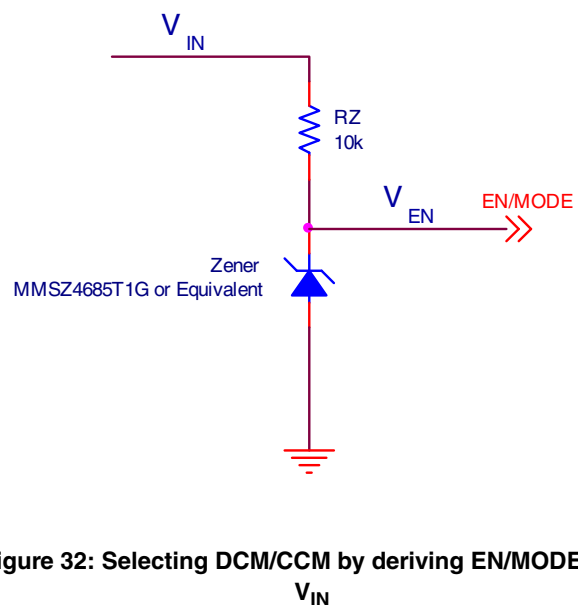 V IN
RZ
10k
V EN
EN/MODE
Zener
MMSZ4685T1G or Equivalent
igure 32: Selecting DCM/CCM by deriving EN/MODE
VIN